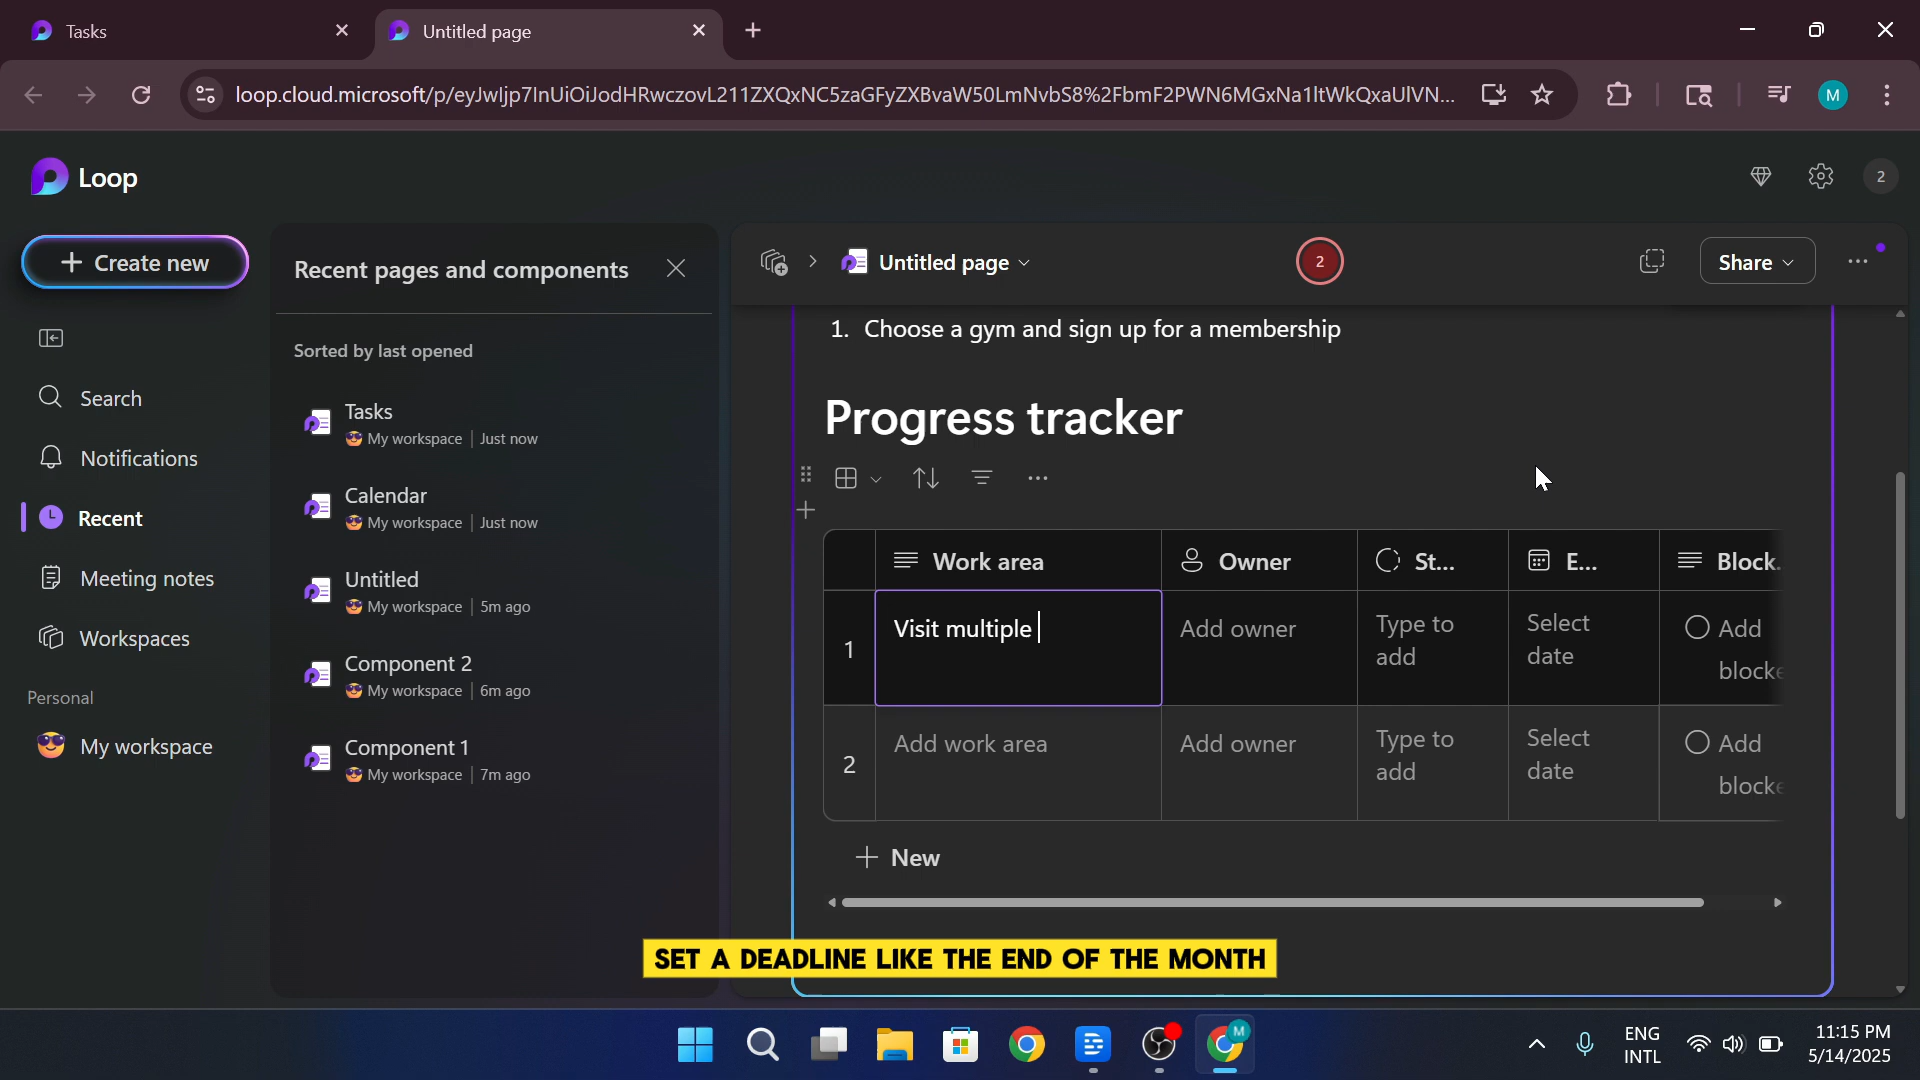 Tasks
Untitled page
loop.cloud.microsoft/p/eyJwIjp7InUiOiJodHRwczovL211ZXQxNC5zaGFyZXBvaW50LmNvbS8%2FbmF2PWN6MGxNa1ltWkQxaUlVN...
M
Loop
2
Create new
Recent pages and components
Untitled page
2
Share
Sorted by last opened
1. Choose a gym and sign up for a membership
Search
Tasks
My workspace | Just now
Progress tracker
Notifications
Calendar
My workspace | Just now
Recent
Work area Owner St... E... Block.
Meeting notes
Untitled
My workspace | 5m ago
1 Visit multiple Add owner Type to add Select date Add blocke
Workspaces
Component 2
My workspace | 6m ago
Personal
My workspace
Component 1
My workspace | 7m ago
2 Add work area Add owner Type to add Select date Add blocke
New
SET A DEADLINE LIKE THE END OF THE MONTH
M
ENG
INTL
11:15 PM
5/14/2025